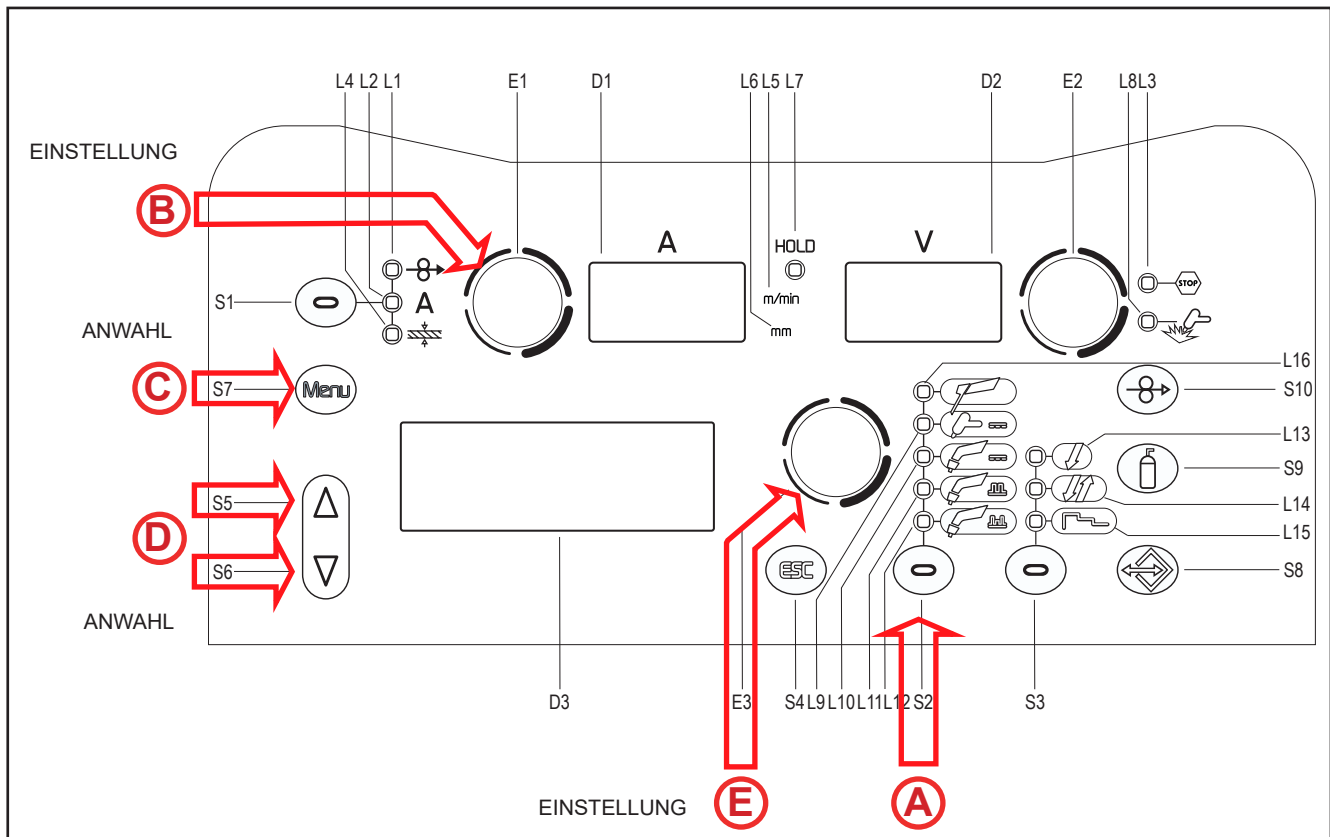 L4 L2 L1 E1 D1 L6 L5 L7 D2 E2 L8 L3
EINSTELLUNG
B
A HOLD V
STOP
S1 A m/min
ANWAHL mm
L16
C S7 Menu S10
L13
S5 S9
D L14
L15
S6 ESC S8
ANWAHL
D3 E3 S4 L9 L10 L11 L12 S2 S3
EINSTELLUNG E A